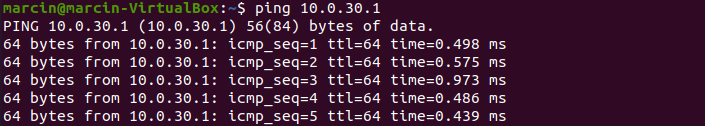 marcin@marcin-VirtualBox:~$ ping 10.0.30.1
PING 10.0.30.1 (10.0.30.1) 56(84) bytes of data.
64 bytes from 10.0.30.1: icmp_seq=1 ttl=64 time=0.498 ms
64 bytes from 10.0.30.1: icmp_seq=2 ttl=64 time=0.575 ms
64 bytes from 10.0.30.1: icmp_seq=3 ttl=64 time=0.973 ms
64 bytes from 10.0.30.1: icmp_seq=4 ttl=64 time=0.486 ms
64 bytes from 10.0.30.1: icmp_seq=5 ttl=64 time=0.439 ms